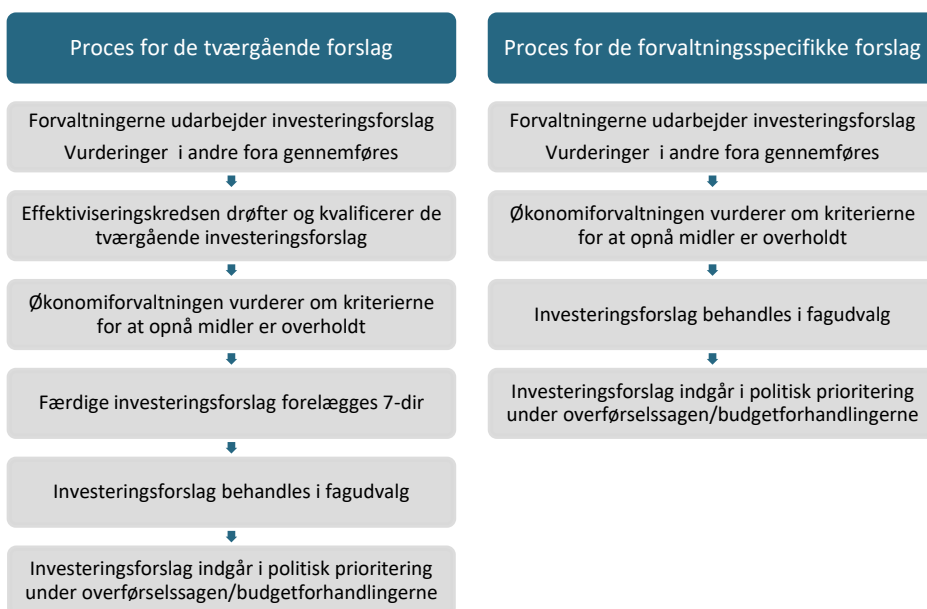 Proces for de tværgående forslag
Forvaltningerne udarbejder investeringsforslag
Vurderinger i andre fora gennemføres
Effektiviseringskredsen drøfter og kvalificerer de
tværgående investeringsforslag
Økonomiforvaltningen vurderer om kriterierne
for at opnå midler er overholdt
Færdige investeringsforslag forelægges 7-dir
Investeringsforslag behandles i fagudvalg
Investeringsforslag indgår i politisk prioritering
under overførselssagen/budgetforhandlingerne
Proces for de forvaltningsspecifikke forslag
Forvaltningerne udarbejder investeringsforslag
Vurderinger i andre fora gennemføres
Økonomiforvaltningen vurderer om kriterierne
for at opnå midler er overholdt
Investeringsforslag behandles i fagudvalg
Investeringsforslag indgår i politisk prioritering
under overførselssagen/budgetforhandlingerne